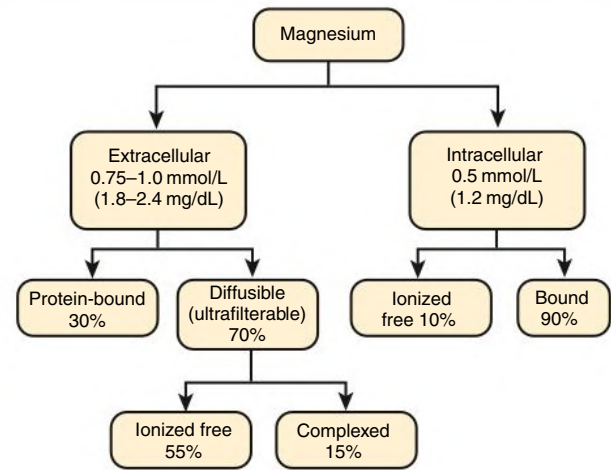 Magnesium
Extracellular
0.75–1.0 mmol/L
(1.8–2.4 mg/dL)
Intracellular
0.5 mmol/L
(1.2 mg/dL)
Protein-bound
30%
Diffusible
(ultrafilterable)
70%
Ionized
free 10%
Bound
90%
Ionized free
55%
Complexed
15%